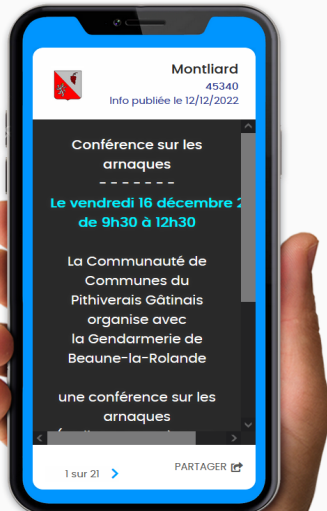 Montliard
45340
Info publiée le 12/12/2022
Conférence sur les
arnaques
- - - - - - -
Le vendredi 16 décembre 2
de 9h30 à 12h30
La Communauté de
Communes du
Pithiverais Gâtinais
organise avec
la Gendarmerie de
Beaune-la-Rolande
une conférence sur les
arnaques
1 sur 21
PARTAGER